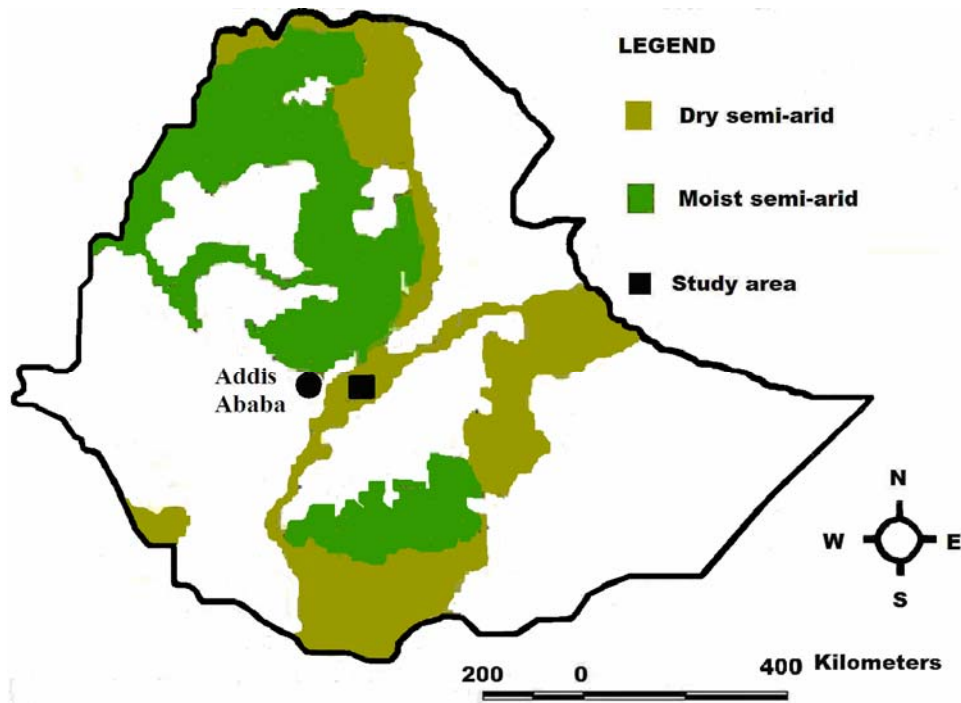 LEGEND
Dry semi-arid
Moist semi-arid
Study area
Addis
Ababa
N
W E
S
200 0 400 Kilometers